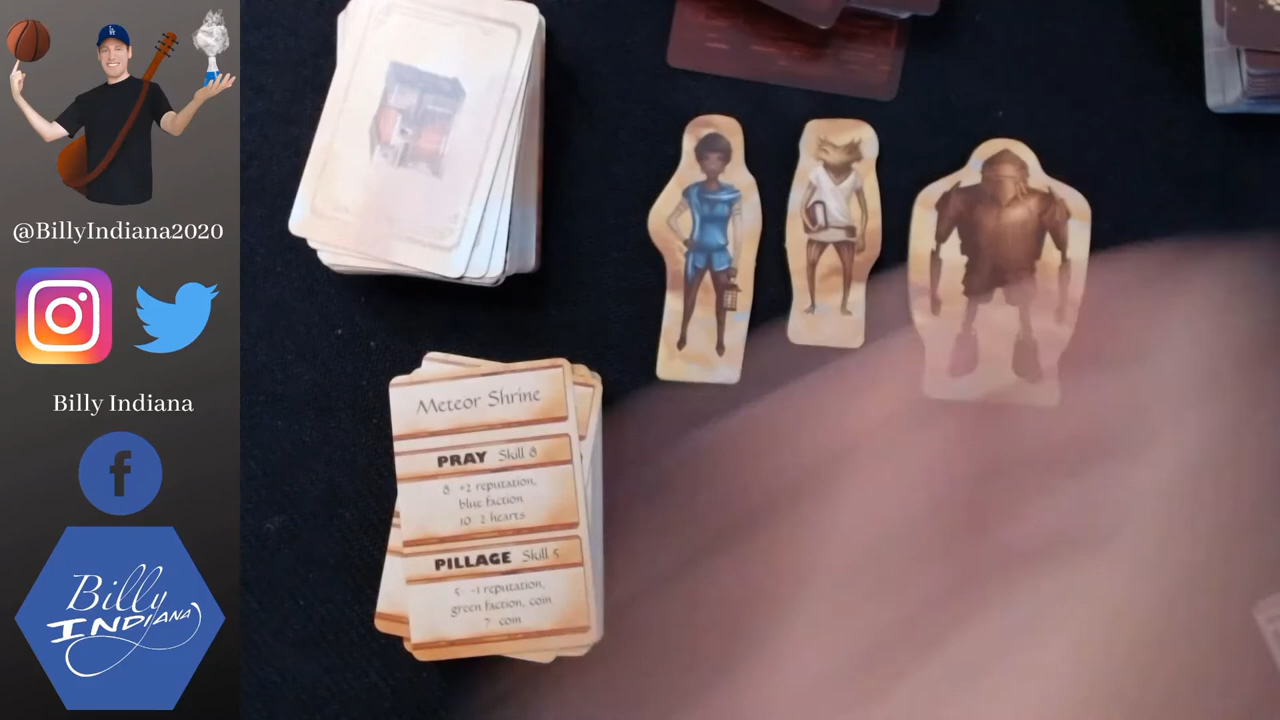 @BillyIndiana2020
Billy Indiana
Billy
INDIANA
Meteor Shrine
PRAY Skill 8
8 +2 reputation,
blue faction
10 2 hearts
PILLAGE Skill 5
5 -1 reputation,
green faction, coin
7 coin